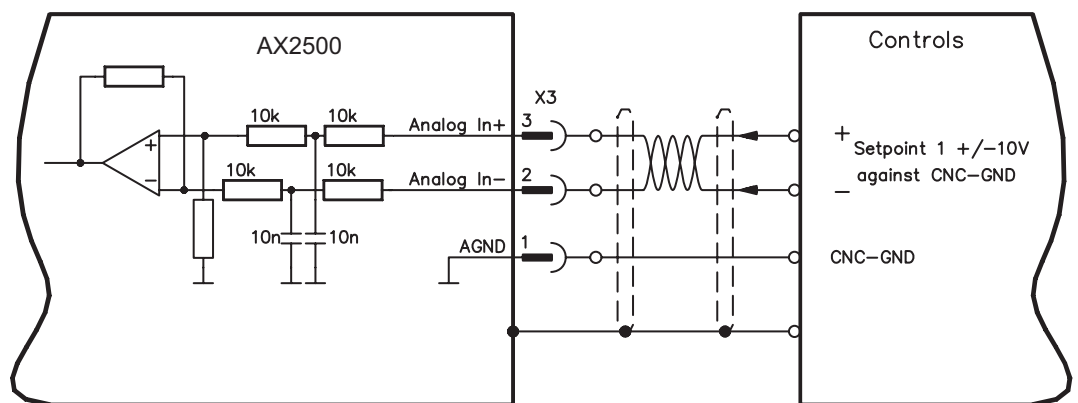 AX2500
Controls
X3
10k
10k
Analog In+
3
+
+
Setpoint 1 +/-10V
against CNC-GND
−
−
10k
10k
Analog In−
2
10n
10n
AGND
1
CNC-GND